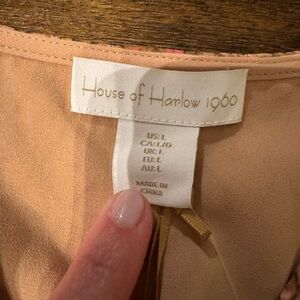 House of Harlow 1960
US:L
CA:L/G
UK:L
EU:L
AU:L
MADE IN
CHINA